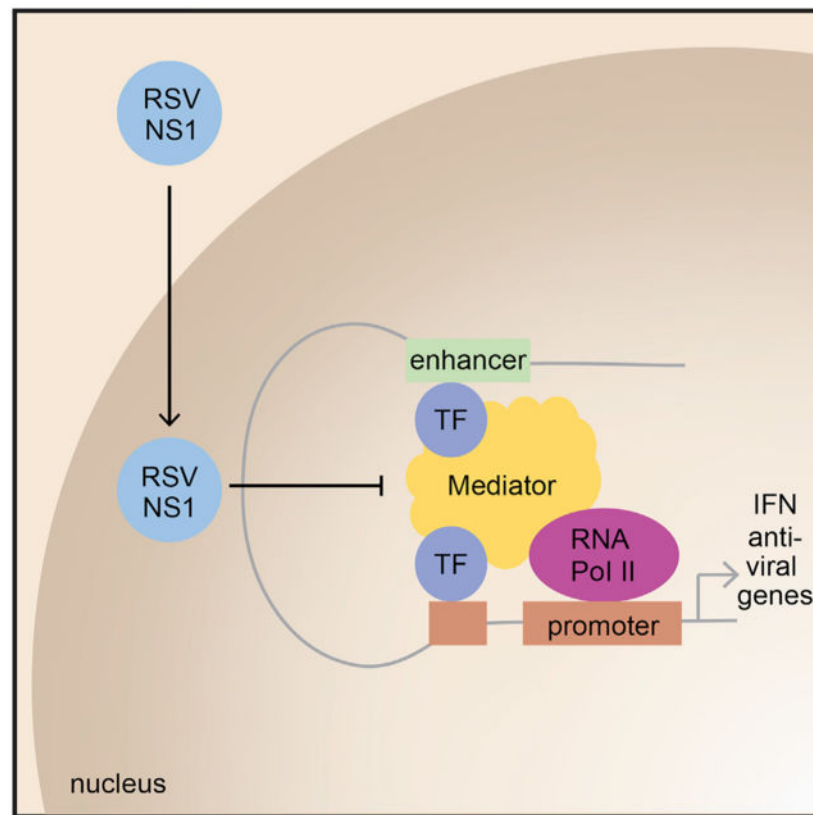 RSV
NS1
enhancer
TF
Mediator
RSV
NS1
TF
RNA
Pol II
promoter
IFN
anti-
viral
genes
nucleus